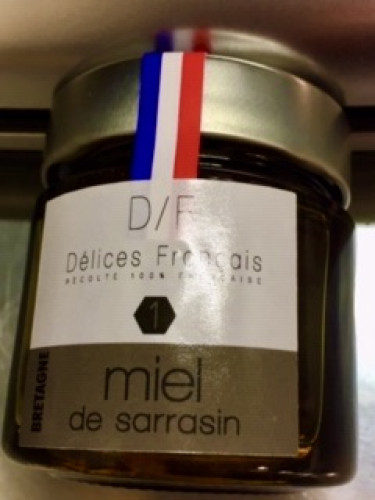 D/F
Délices Français
RÉCOLTE 100% FRANÇAISE
1
BRETAGNE
miel
de sarrasin